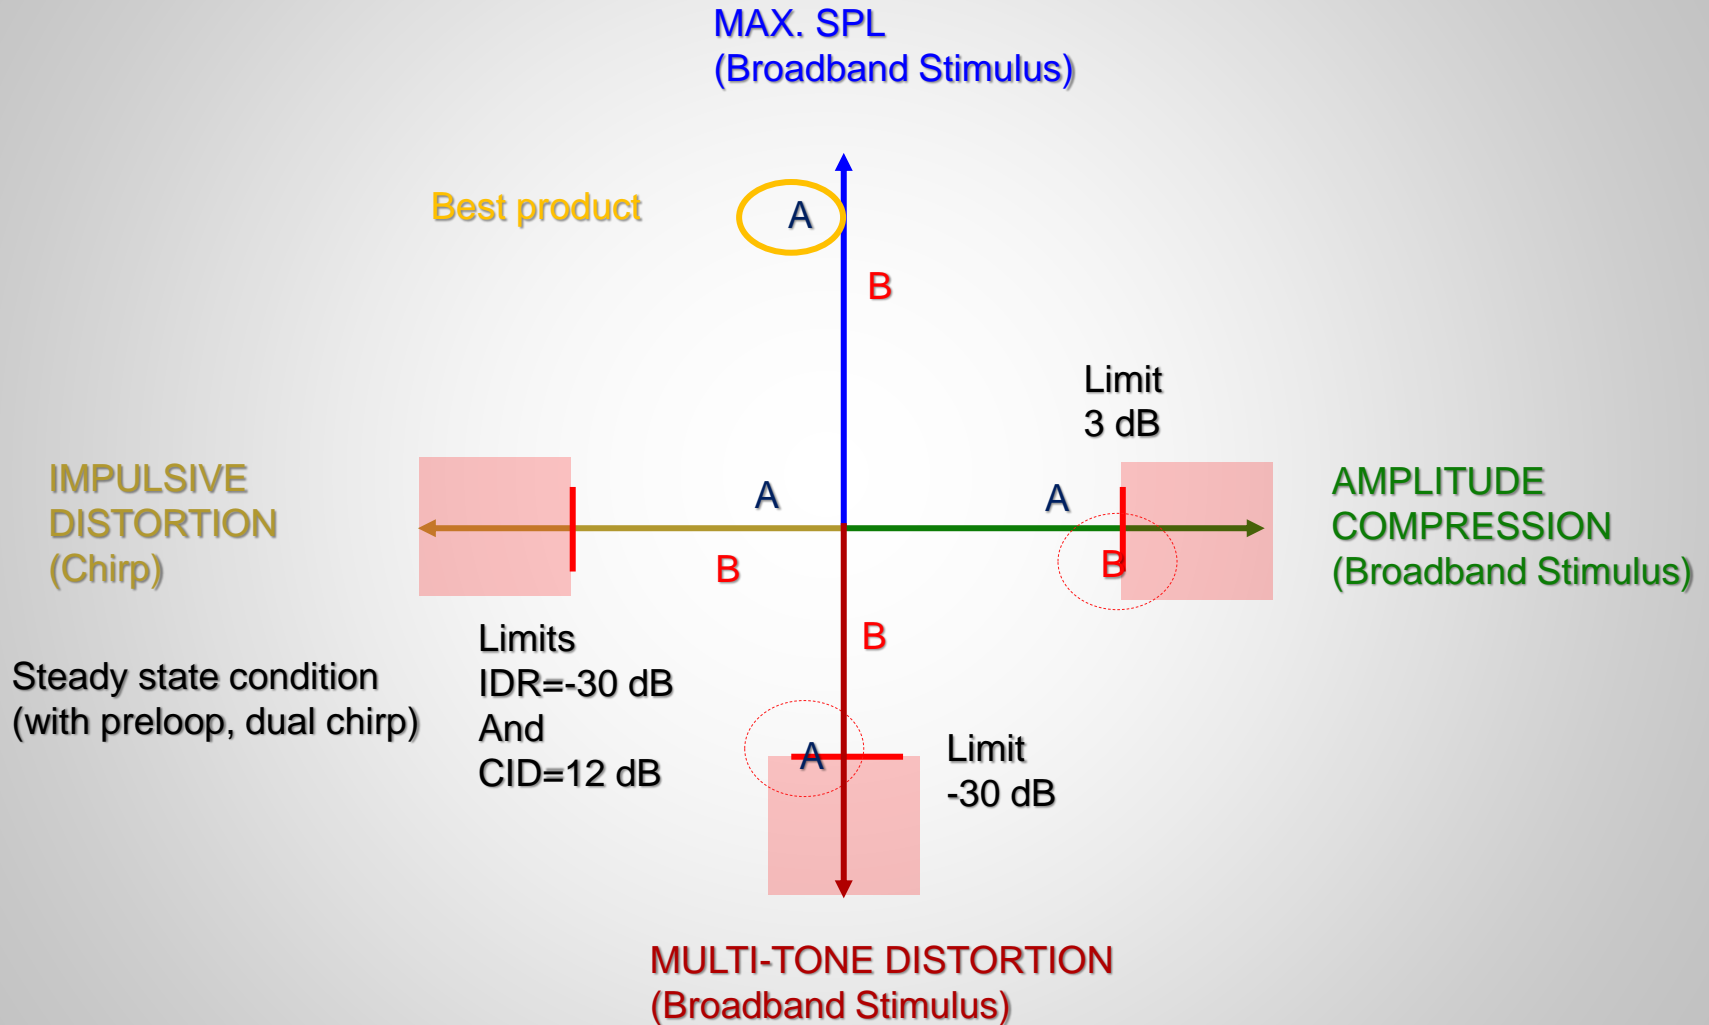 MAX. SPL
(Broadband Stimulus)
Best product
A
B
Limit
3 dB
IMPULSIVE
DISTORTION
(Chirp)
A
A
AMPLITUDE
COMPRESSION
(Broadband Stimulus)
B
B
Limits
IDR=-30 dB
And
CID=12 dB
Steady state condition
(with preloop, dual chirp)
B
A
Limit
-30 dB
MULTI-TONE DISTORTION
(Broadband Stimulus)